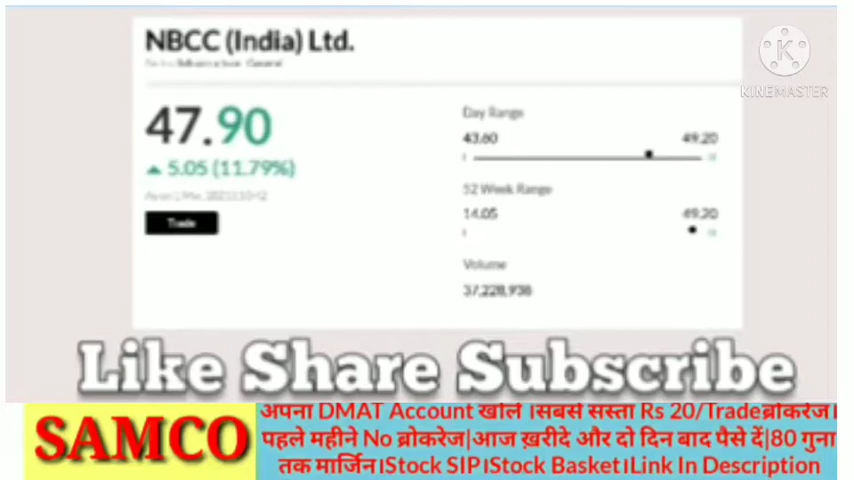 NBCC (India) Ltd.
KINEMASTER
47.90
5.05 (11.79%)
Trade
Day Range
43.60 49.20
52 Week Range
14.05 49.20
Volume
37,228,938
Like Share Subscribe
SAMCO
अपना DMAT Account खोलें ।सबसे सस्ता Rs 20/Tradeब्रोकरेज।
पहले महीने No ब्रोकरेज|आज ख़रीदे और दो दिन बाद पैसे दें|80 गुना
तक मार्जिन।Stock SIP।Stock Basket।Link In Description